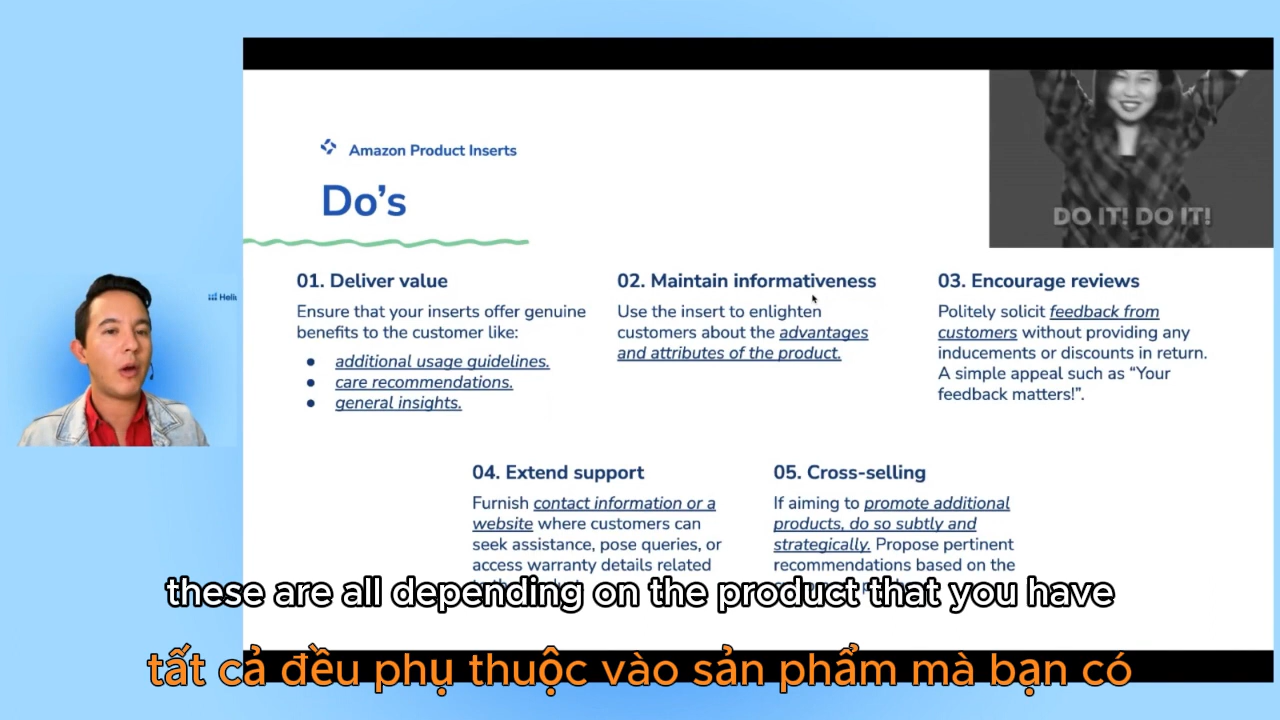 Amazon Product Inserts
Do's
DO IT! DO IT!
01. Deliver value
Ensure that your inserts offer genuine
benefits to the customer like:
● additional usage guidelines.
● care recommendations.
● general insights.
02. Maintain informativeness
Use the insert to enlighten
customers about the advantages
and attributes of the product.
03. Encourage reviews
Politely solicit feedback from
customers without providing any
inducements or discounts in return.
A simple appeal such as “Your
feedback matters!”.
04. Extend support
Furnish contact information or a
website where customers can
seek assistance, pose queries, or
access warranty details related
05. Cross-selling
If aiming to promote additional
products, do so subtly and
strategically. Propose pertinent
recommendations based on the
these are all depending on the product that you have
tất cả đều phụ thuộc vào sản phẩm mà bạn có